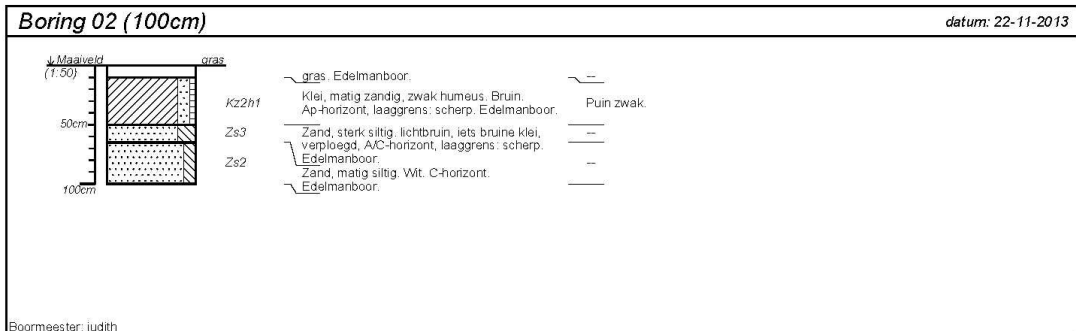 Boring 02 (100cm)
datum: 22-11-2013
Maaiveld
gras
(1:50)
gras. Edelmanboor.
--
Kz2h1
Klei, matig zandig, zwak humeus. Bruin.
Ap-horizont, laaggrens: scherp. Edelmanboor.
Puin zwak.
50cm
Zs3
Zand, sterk siltig. lichtbruin, iets bruine klei,
verploegd, A/C-horizont, laaggrens: scherp.
Edelmanboor.
--
Zs2
Zand, matig siltig. Wit. C-horizont.
Edelmanboor.
--
100cm
Boormeester: judith